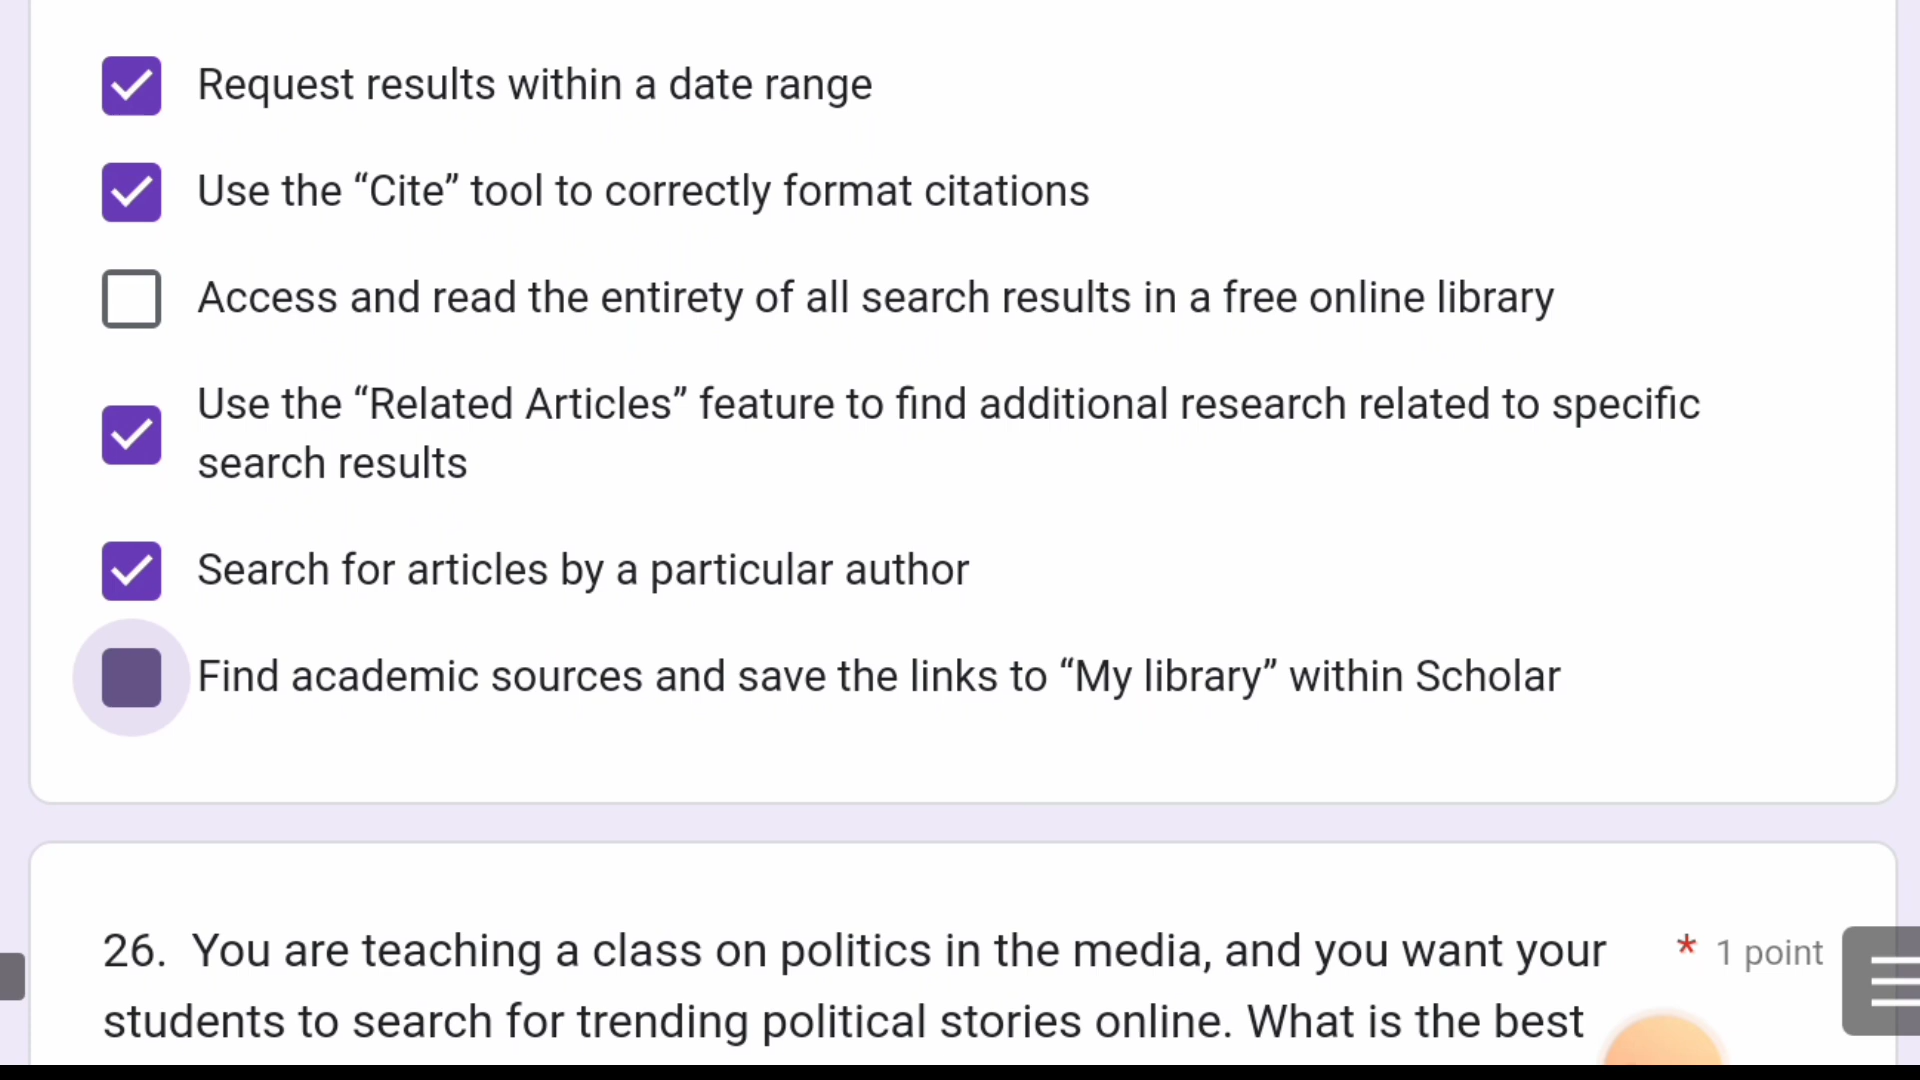 Request results within a date range
Use the “Cite” tool to correctly format citations
Access and read the entirety of all search results in a free online library
Use the “Related Articles” feature to find additional research related to specific
search results
Search for articles by a particular author
Find academic sources and save the links to “My library” within Scholar
26. You are teaching a class on politics in the media, and you want your * 1 point
students to search for trending political stories online. What is the best